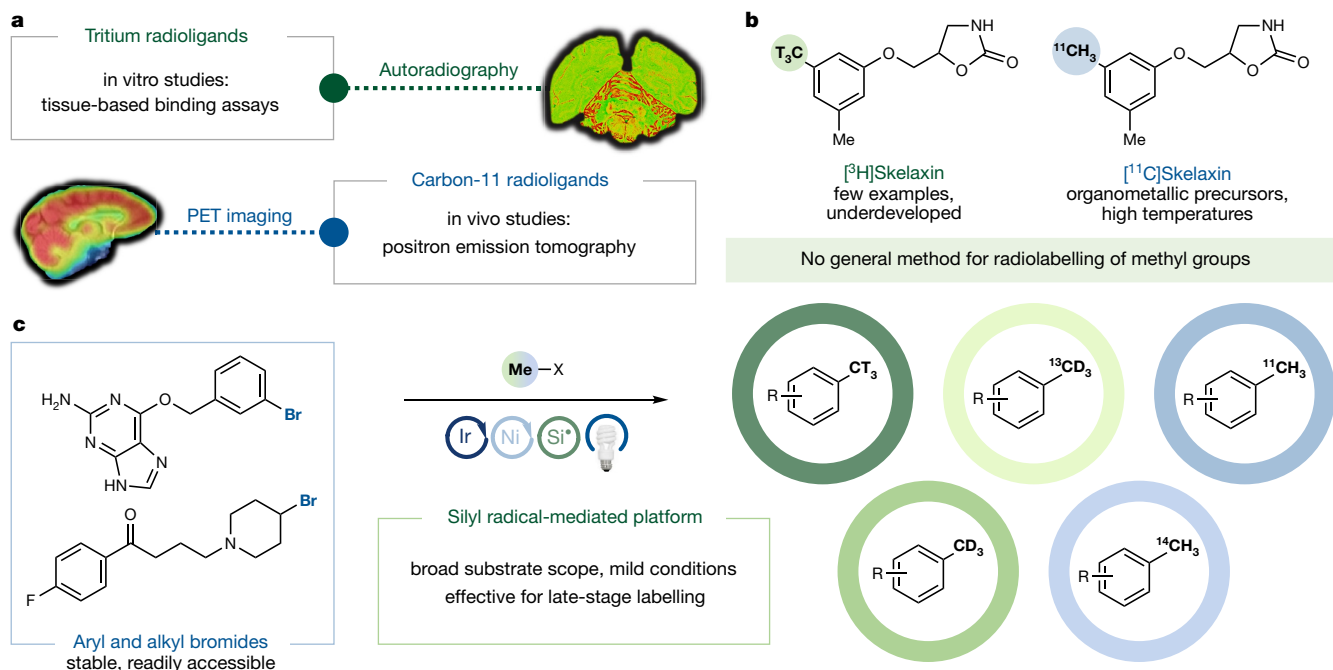 a
Tritium radioligands
in vitro studies:
tissue-based binding assays
Autoradiography
PET imaging
Carbon-11 radioligands
in vivo studies:
positron emission tomography
b
T₃C
O
O
NH
O
Me
[³H]Skelaxin
few examples,
underdeveloped
¹¹CH₃
O
O
NH
O
Me
[¹¹C]Skelaxin
organometallic precursors,
high temperatures
No general method for radiolabelling of methyl groups
c
H₂N
N
N
O
Br
N
HN
O
F
N
Br
Aryl and alkyl bromides
stable, readily accessible
Me–X
Ir
Ni
Si•
Silyl radical-mediated platform
broad substrate scope, mild conditions
effective for late-stage labelling
R
CT₃
R
¹³CD₃
R
¹¹CH₃
R
CD₃
R
¹⁴CH₃